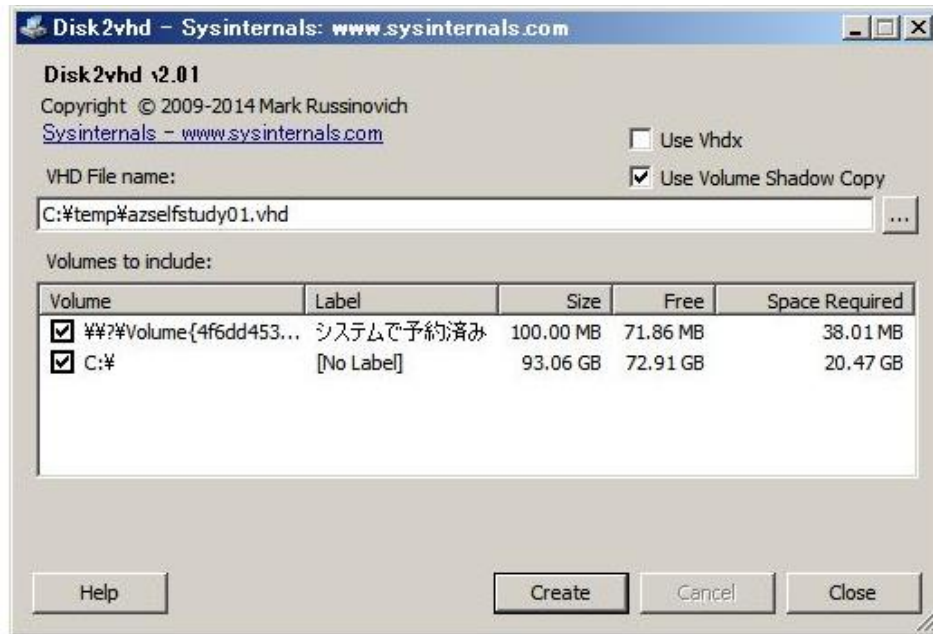 Disk2vhd - Sysinternals: www.sysinternals.com
Disk2vhd v2.01
Copyright © 2009-2014 Mark Russinovich
Sysinternals - www.sysinternals.com
Use Vhdx
VHD File name:
Use Volume Shadow Copy
C:¥temp¥azselfstudy01.vhd
...
Volumes to include:
Volume Label Size Free Space Required
¥¥?¥Volume{4f6dd453... システムで予約済み 100.00 MB 71.86 MB 38.01 MB
C:¥ [No Label] 93.06 GB 72.91 GB 20.47 GB
Help Create Cancel Close